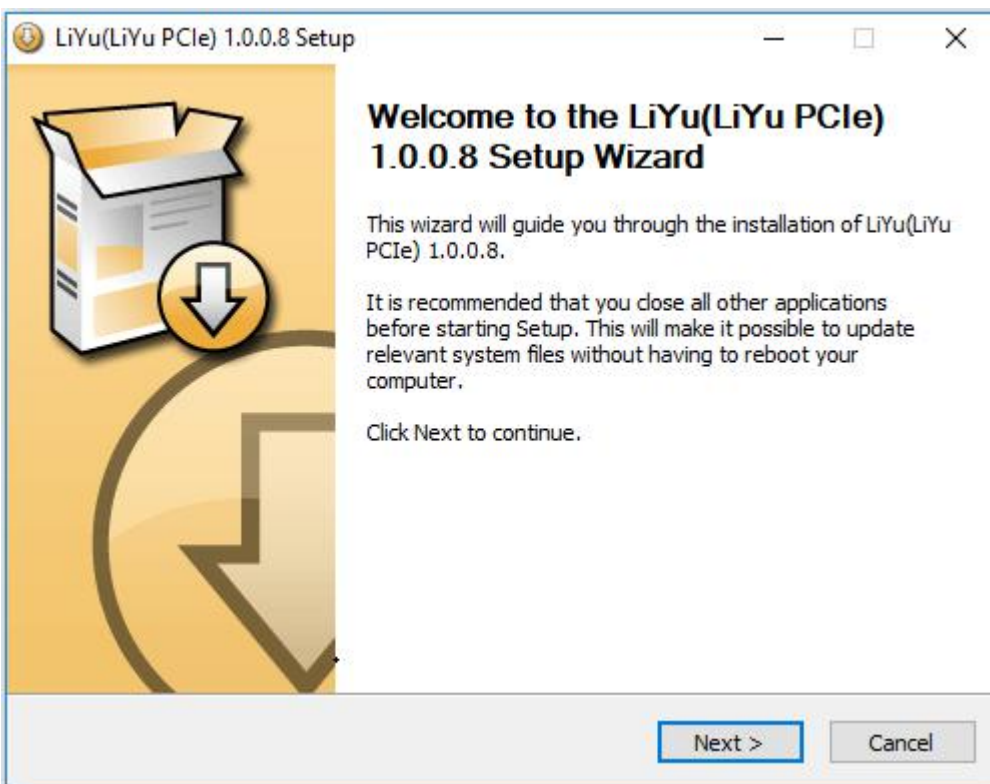 LiYu(LiYu PCIe) 1.0.0.8 Setup
Welcome to the LiYu(LiYu PCIe)
1.0.0.8 Setup Wizard
This wizard will guide you through the installation of LiYu(LiYu
PCIe) 1.0.0.8.
It is recommended that you close all other applications
before starting Setup. This will make it possible to update
relevant system files without having to reboot your
computer.
Click Next to continue.
Next >
Cancel